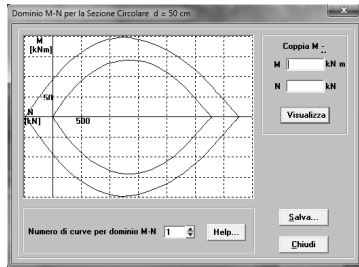 Dominio M-N per la Sezione Circolare d = 50 cm
M
[kNm]
50
N
[kN]
500
Coppia M -
M kN m
N kN
Visualizza
Numero di curve per dominio M-N 1 Help...
Salva...
Chiudi